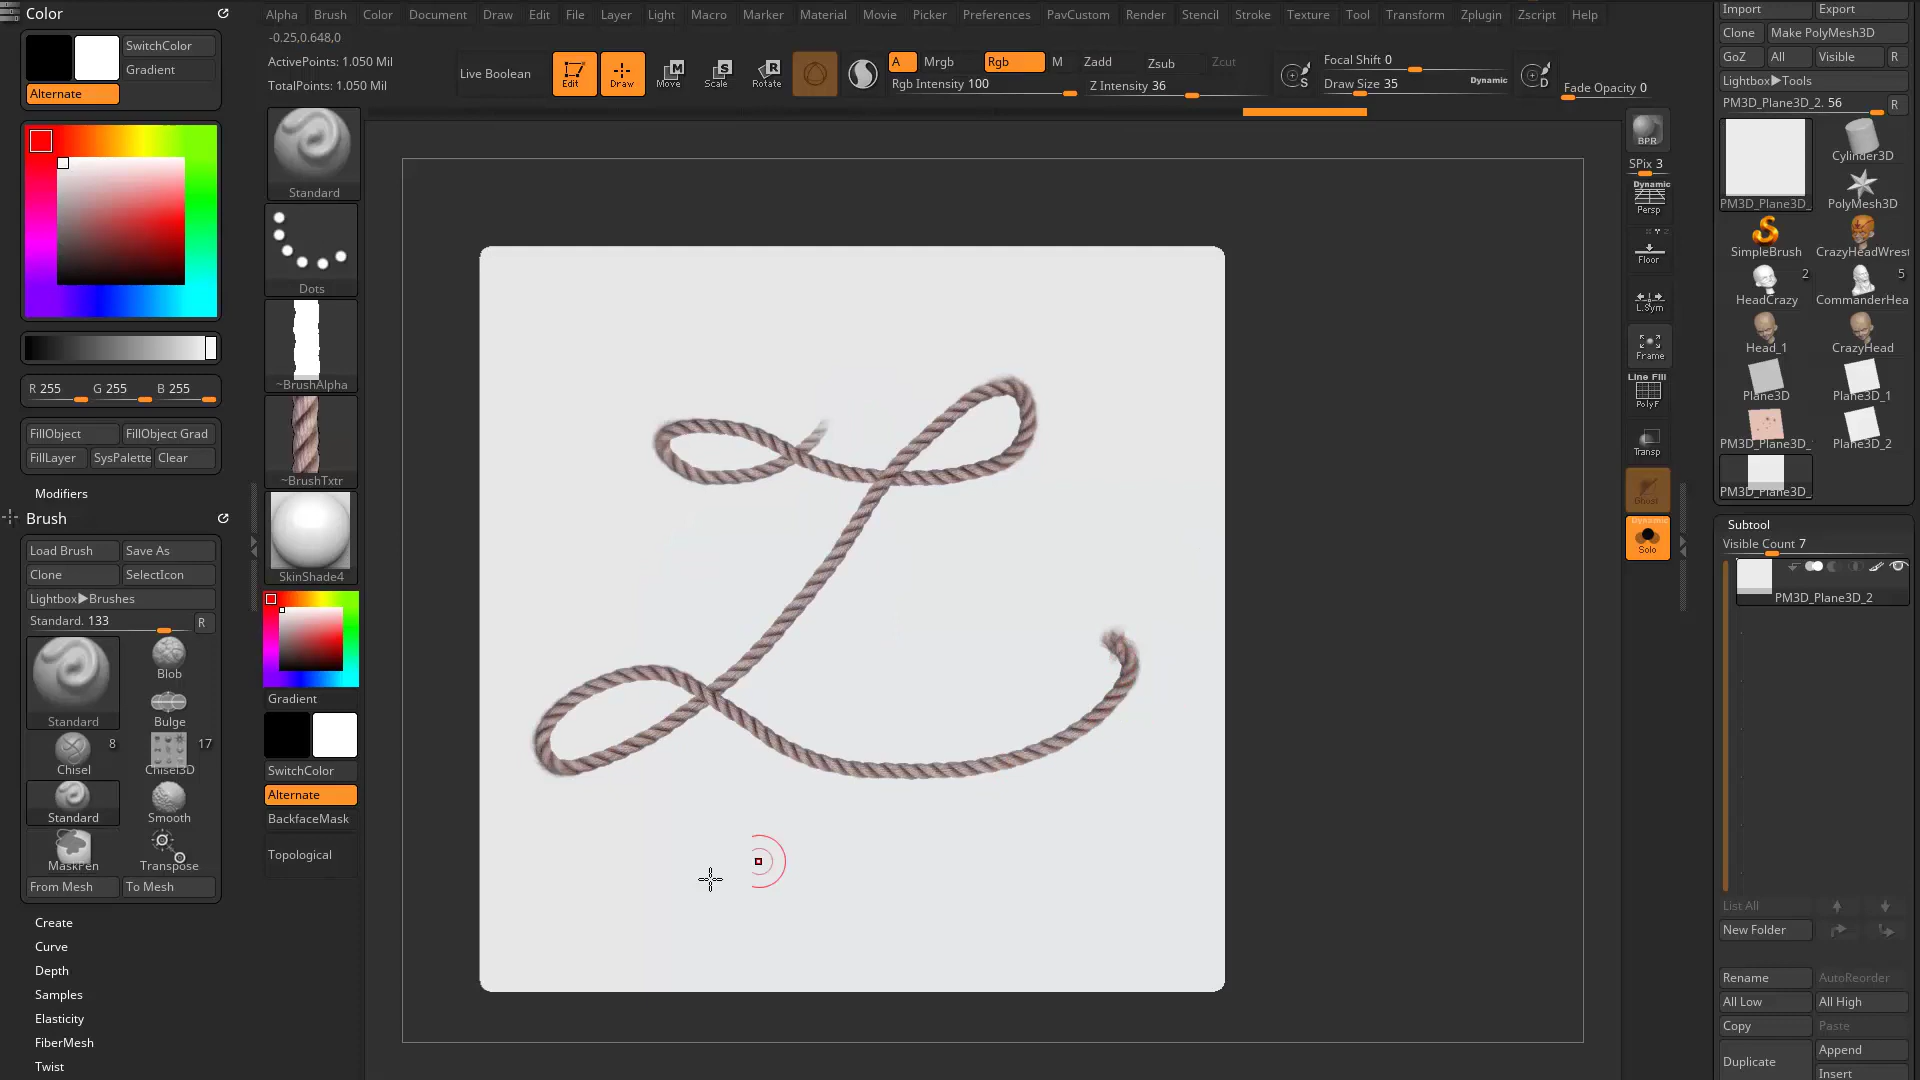 Color
SwitchColor
Gradient
Alternate
R 255 G 255 B 255
FillObject FillObject Grad
FillLayer SysPalette Clear
Modifiers
Brush
Load Brush Save As
Clone SelectIcon
Lightbox▶Brushes
Standard. 133 R
Standard
Blob
Bulge
8
Chisel
17
Chisel3D
Standard
Smooth
MaskPen
Transpose
From Mesh To Mesh
Create
Curve
Depth
Samples
Elasticity
FiberMesh
Twist
Alpha Brush Color Document Draw Edit File Layer Light Macro Marker Material Movie Picker Preferences PavCustom Render Stencil Stroke Texture Tool Transform Zplugin Zscript Help
-0.25,0.648,0
ActivePoints: 1.050 Mil
TotalPoints: 1.050 Mil
Live Boolean
Edit
Draw
M
Move
S
Scale
R
Rotate
A Mrgb Rgb M Zadd Zsub Zcut
Rgb Intensity 100 Z Intensity 36
S
Focal Shift 0
Draw Size 35 Dynamic
D
Fade Opacity 0
Standard
Dots
~BrushAlpha
~BrushTxtr
SkinShade4
Gradient
SwitchColor
Alternate
BackfaceMask
Topological
BPR
SPix 3
Dynamic
Persp
Floor
L.Sym
Frame
Line Fill
PolyF
Transp
Ghost
Dynamic
Solo
Import Export
Clone Make PolyMesh3D
GoZ All Visible R
Lightbox▶Tools
PM3D_Plane3D_2. 56 R
PM3D_Plane3D_
Cylinder3D
PolyMesh3D
SimpleBrush
CrazyHeadWrest
2
HeadCrazy
5
CommanderHea
Head_1
CrazyHead
Plane3D
Plane3D_1
PM3D_Plane3D_
Plane3D_2
PM3D_Plane3D_
Subtool
Visible Count 7
PM3D_Plane3D_2
List All
New Folder
Rename AutoReorder
All Low All High
Copy Paste
Duplicate
Append
Insert